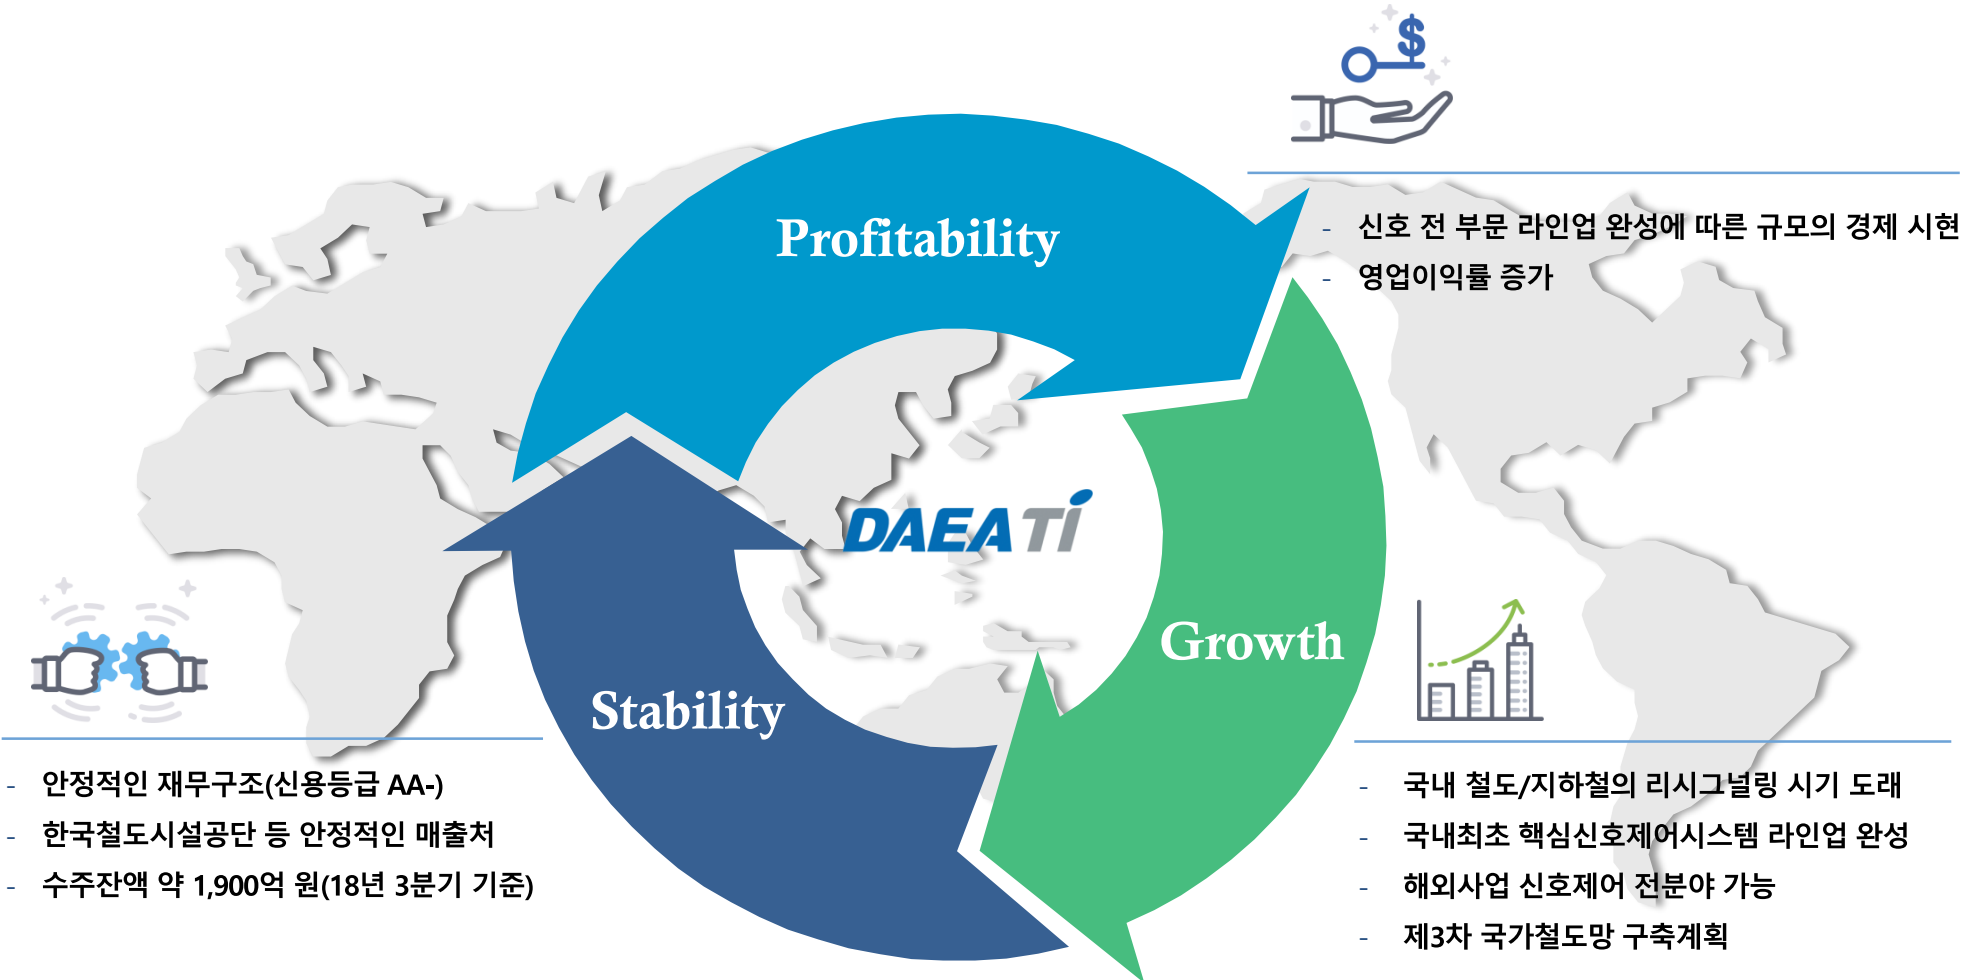 Profitability
- 신호 전 부문 라인업 완성에 따른 규모의 경제 시현
- 영업이익률 증가
DAEATi
Growth
- 국내 철도/지하철의 리시그널링 시기 도래
- 국내최초 핵심신호제어시스템 라인업 완성
- 해외사업 신호제어 전분야 가능
- 제3차 국가철도망 구축계획
Stability
- 안정적인 재무구조(신용등급 AA-)
- 한국철도시설공단 등 안정적인 매출처
- 수주잔액 약 1,900억 원(18년 3분기 기준)
$